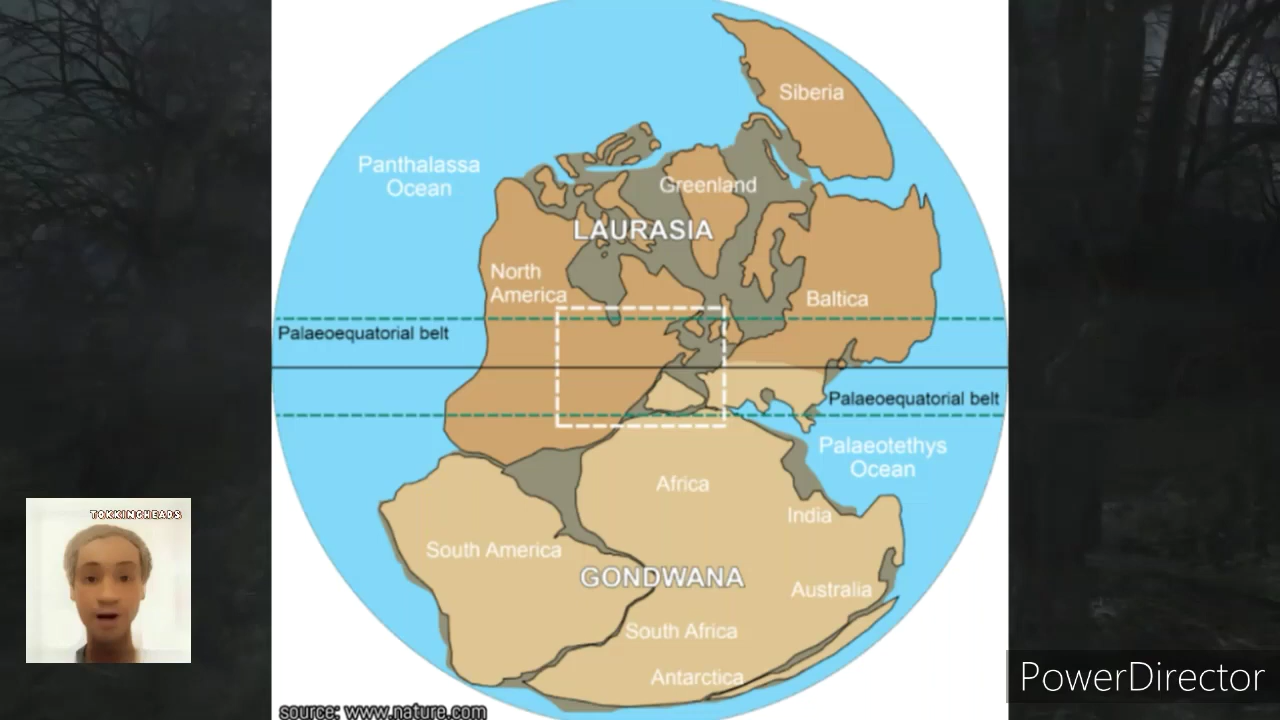 Siberia
Panthalassa
Ocean
Greenland
LAURASIA
North
America
Baltica
Palaeoequatorial belt
Palaeoequatorial belt
Palaeotethys
Ocean
Africa
India
South America
GONDWANA
Australia
South Africa
Antarctica
source: www.nature.com
TOKKINGHEADS
PowerDirector